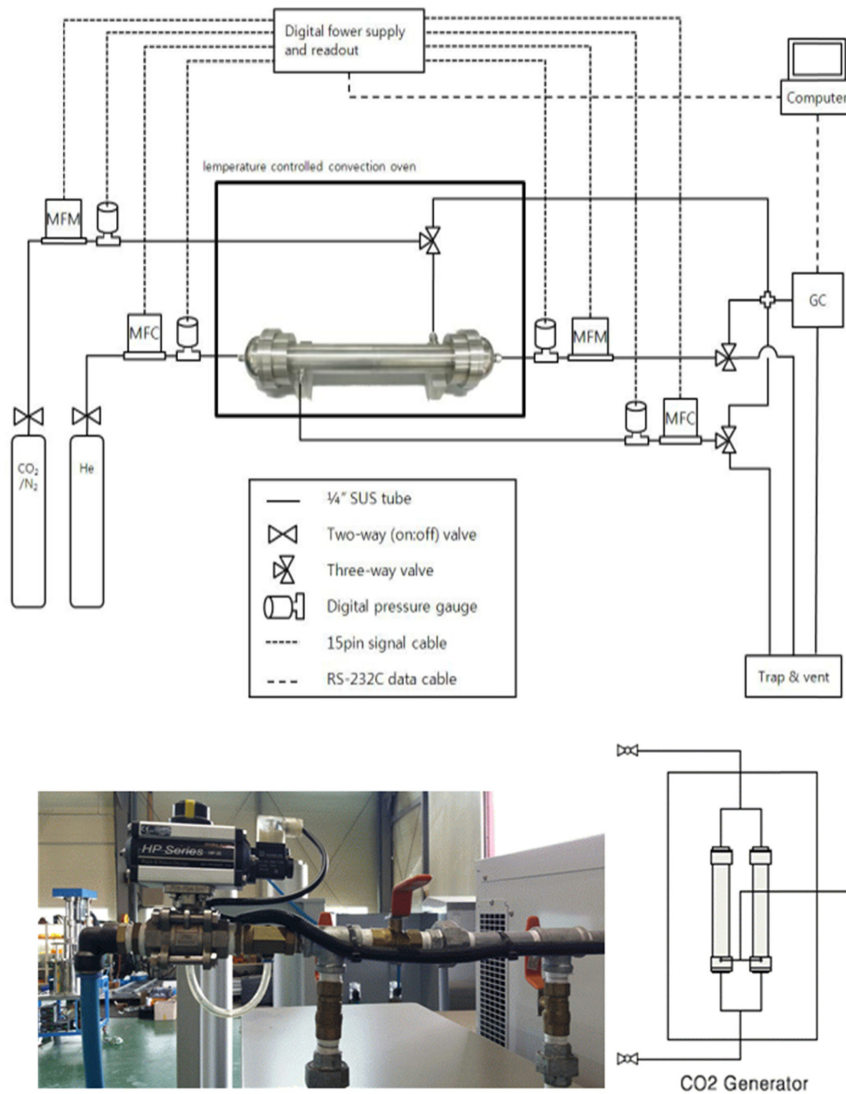 Digital fower supply
and readout
Computer
lemperature controlled convection oven
MFM
GC
MFC
MFM
MFC
CO₂
/N₂
He
¼" SUS tube
Two-way (on:off) valve
Three-way valve
Digital pressure gauge
15pin signal cable
RS-232C data cable
Trap & vent
HP Series
CO2 Generator